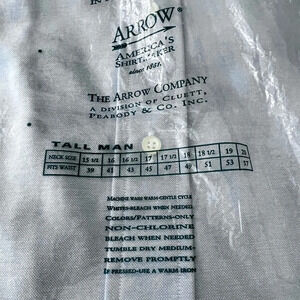 ARROW
AMERICA'S
SHIRTMAKER
since 1851.
THE ARROW COMPANY
A DIVISION OF CLUETT,
PEABODY & CO. INC.
TALL MAN
NECK SIZE 15 1/2 16 16 1/2 17 17 1/2 18 18 1/2 19
FITS WAIST 39 41 43 45 47 49 51 53 57
MACHINE WASH WARM-GENTLE CYCLE
WHITES-BLEACH WHEN NEEDED
COLORS/PATTERNS-ONLY
NON-CHLORINE
BLEACH WHEN NEEDED
TUMBLE DRY MEDIUM-
REMOVE PROMPTLY
IF PRESSED-USE A WARM IRON